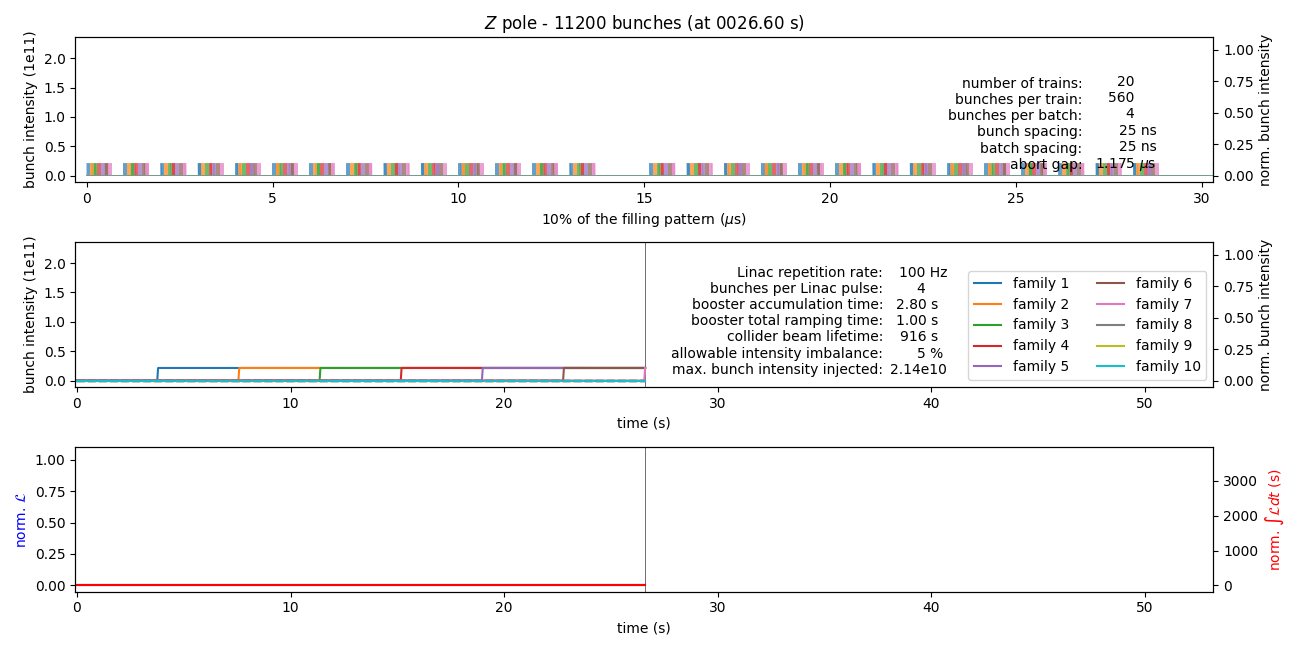 Z pole - 11200 bunches (at 0026.60 s)
bunch intensity (1e11)
2.0
1.5
1.0
0.5
0.0
number of trains: 20
bunches per train: 560
bunches per batch: 4
bunch spacing: 25 ns
batch spacing: 25 ns
abort gap: 1.175 μs
1.00
0.75
0.50
0.25
0.00
norm. bunch intensity
0 5 10 15 20 25 30
10% of the filling pattern (μs)
bunch intensity (1e11)
2.0
1.5
1.0
0.5
0.0
Linac repetition rate: 100 Hz
bunches per Linac pulse: 4
booster accumulation time: 2.80 s
booster total ramping time: 1.00 s
collider beam lifetime: 916 s
allowable intensity imbalance: 5 %
max. bunch intensity injected: 2.14e10
family 1 family 6
family 2 family 7
family 3 family 8
family 4 family 9
family 5 family 10
1.00
0.75
0.50
0.25
0.00
norm. bunch intensity
0 10 20 30 40 50
time (s)
norm. ℒ
1.00
0.75
0.50
0.25
0.00
3000
2000
1000
0
norm. ∫ℒdt (s)
0 10 20 30 40 50
time (s)